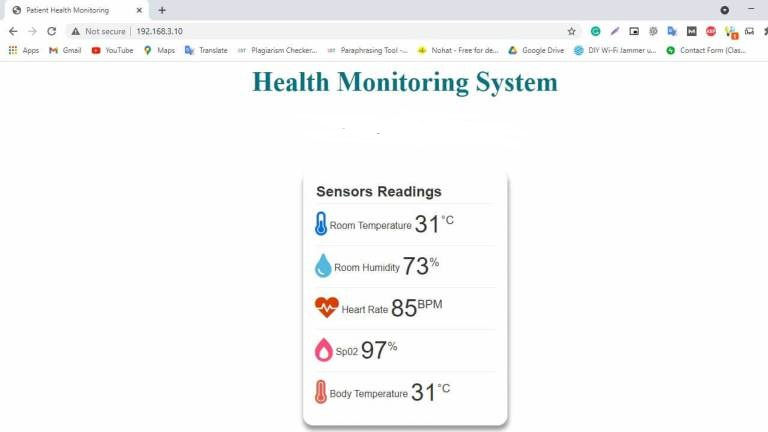 Patient Health Monitoring
Not secure | 192.168.3.10
Apps Gmail YouTube Maps Translate Plagiarism Checker... Paraphrasing Tool -... Nohat - Free for de... Google Drive DIY Wi-Fi Jammer u... Contact Form (Clas...
Health Monitoring System
Sensors Readings
Room Temperature 31°C
Room Humidity 73%
Heart Rate 85BPM
Sp02 97%
Body Temperature 31°C